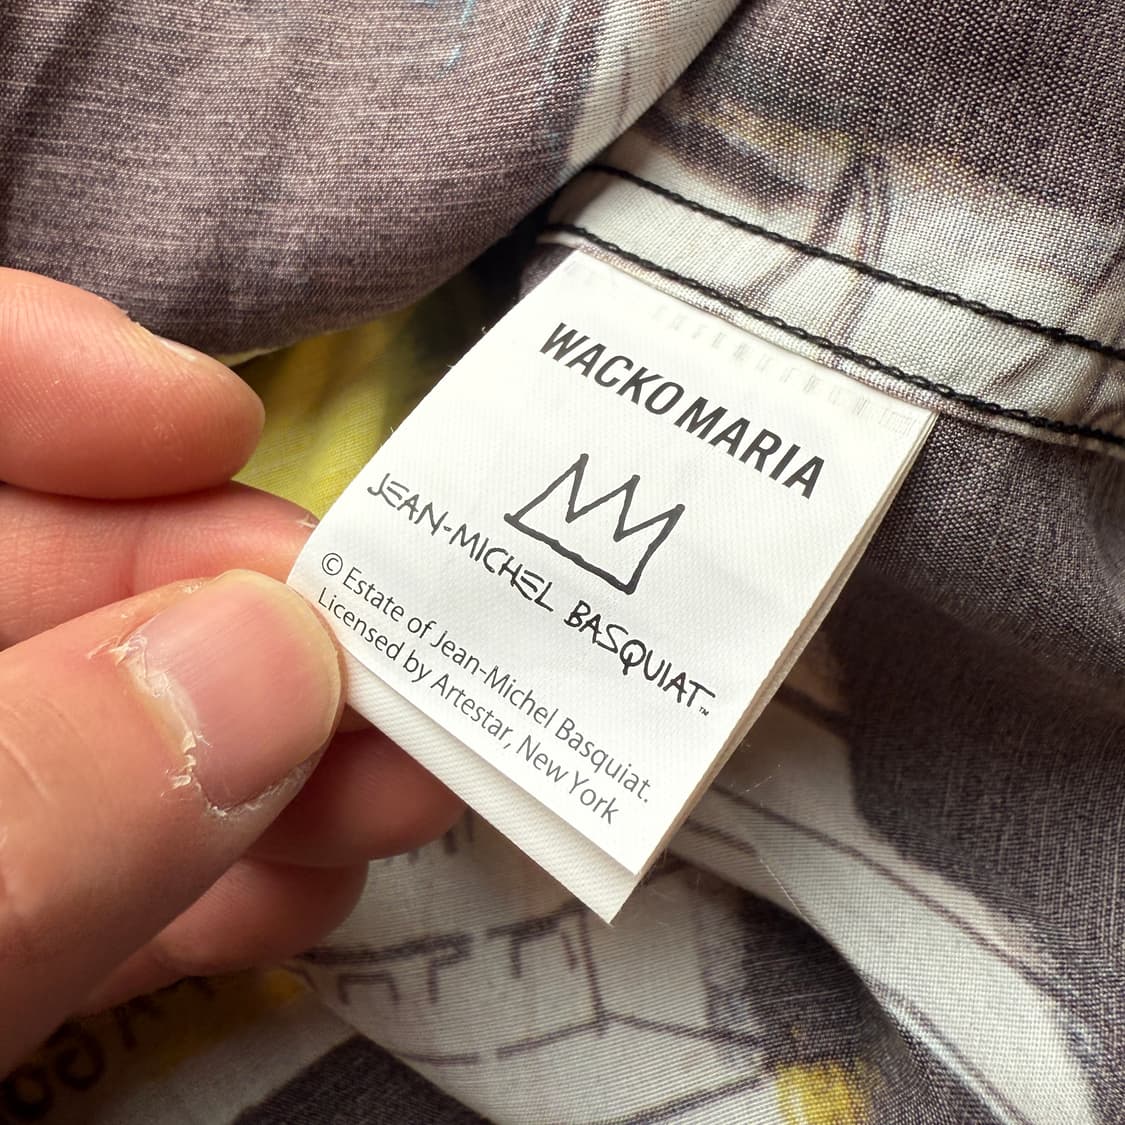 WACKO MARIA
JEAN-MICHEL BASQUIAT™
© Estate of Jean-Michel Basquiat.
Licensed by Artestar, New York